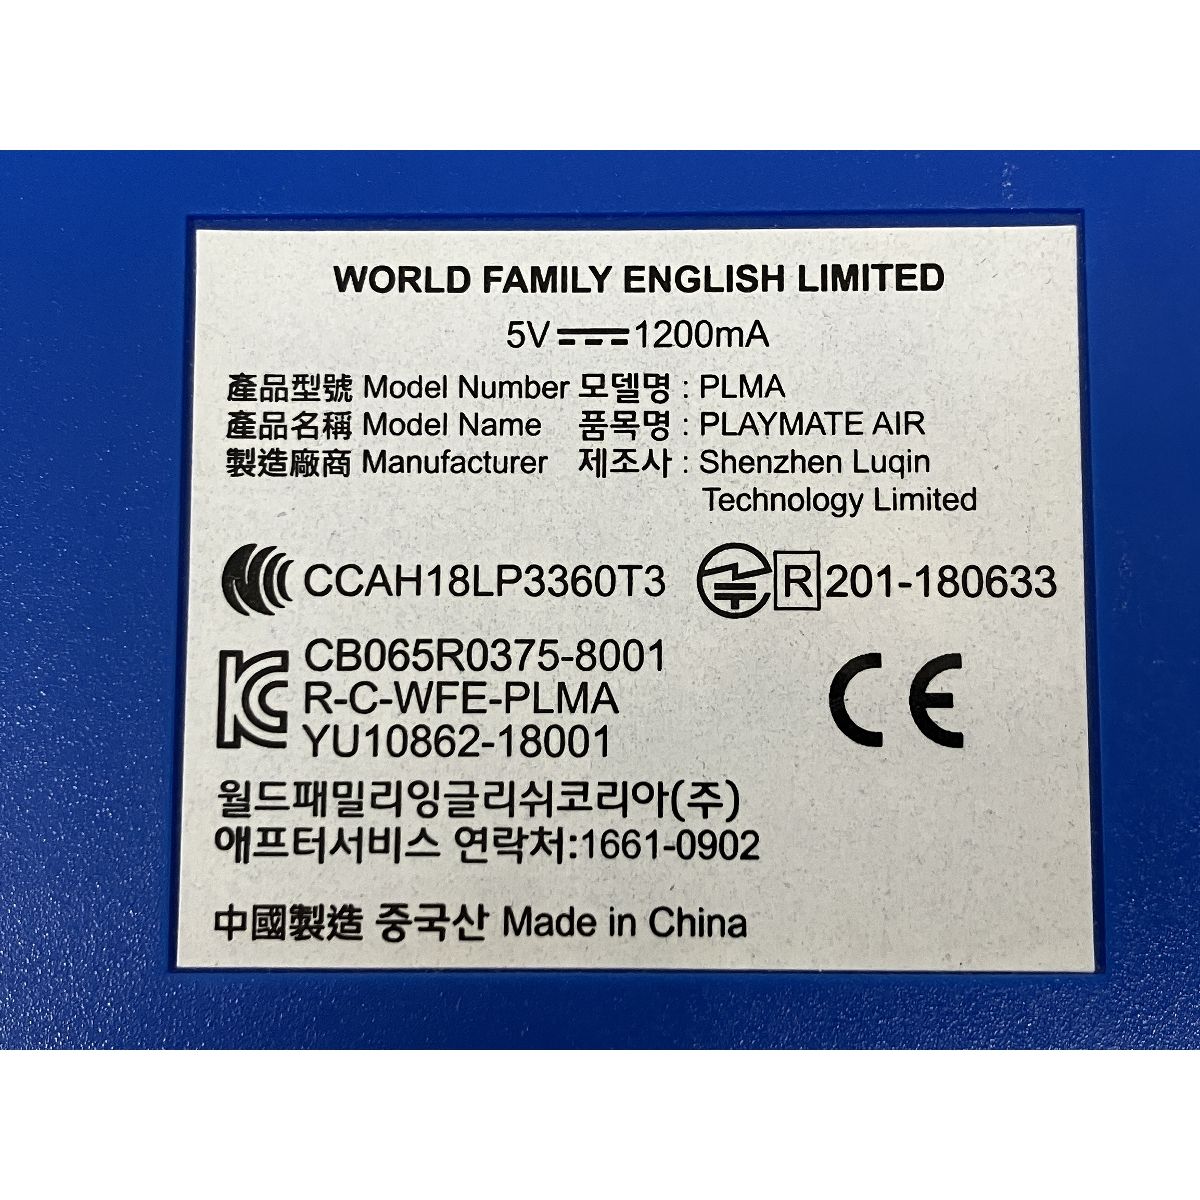 WORLD FAMILY ENGLISH LIMITED
5V⎓1200mA
產品型號 Model Number 모델명 : PLMA
產品名稱 Model Name 품목명 : PLAYMATE AIR
製造廠商 Manufacturer 제조사 : Shenzhen Luqin
Technology Limited
CCAH18LP3360T3
R 201-180633
CB065R0375-8001
R-C-WFE-PLMA
YU10862-18001
CE
월드패밀리잉글리쉬코리아(주)
애프터서비스 연락처:1661-0902
中國製造 중국산 Made in China